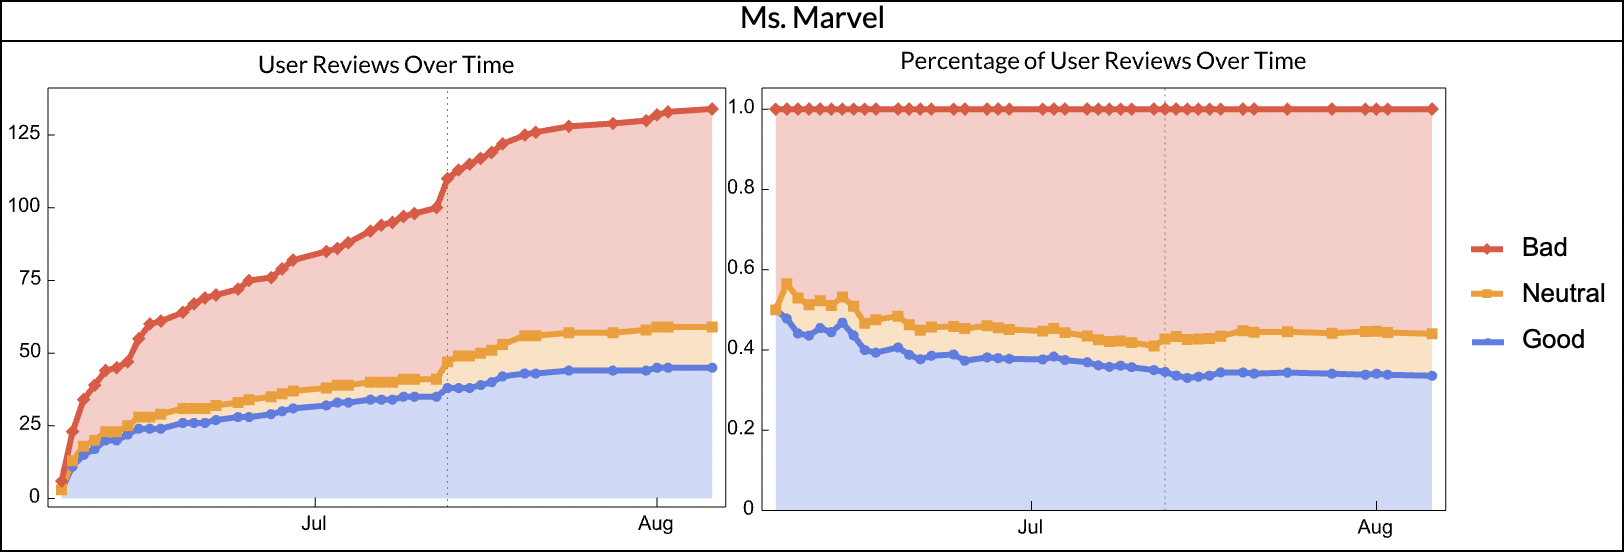 Ms. Marvel
User Reviews Over Time
125
100
75
50
25
0
Jul
Aug
Percentage of User Reviews Over Time
1.0
0.8
0.6
0.4
0.2
0
Jul
Aug
Bad
Neutral
Good